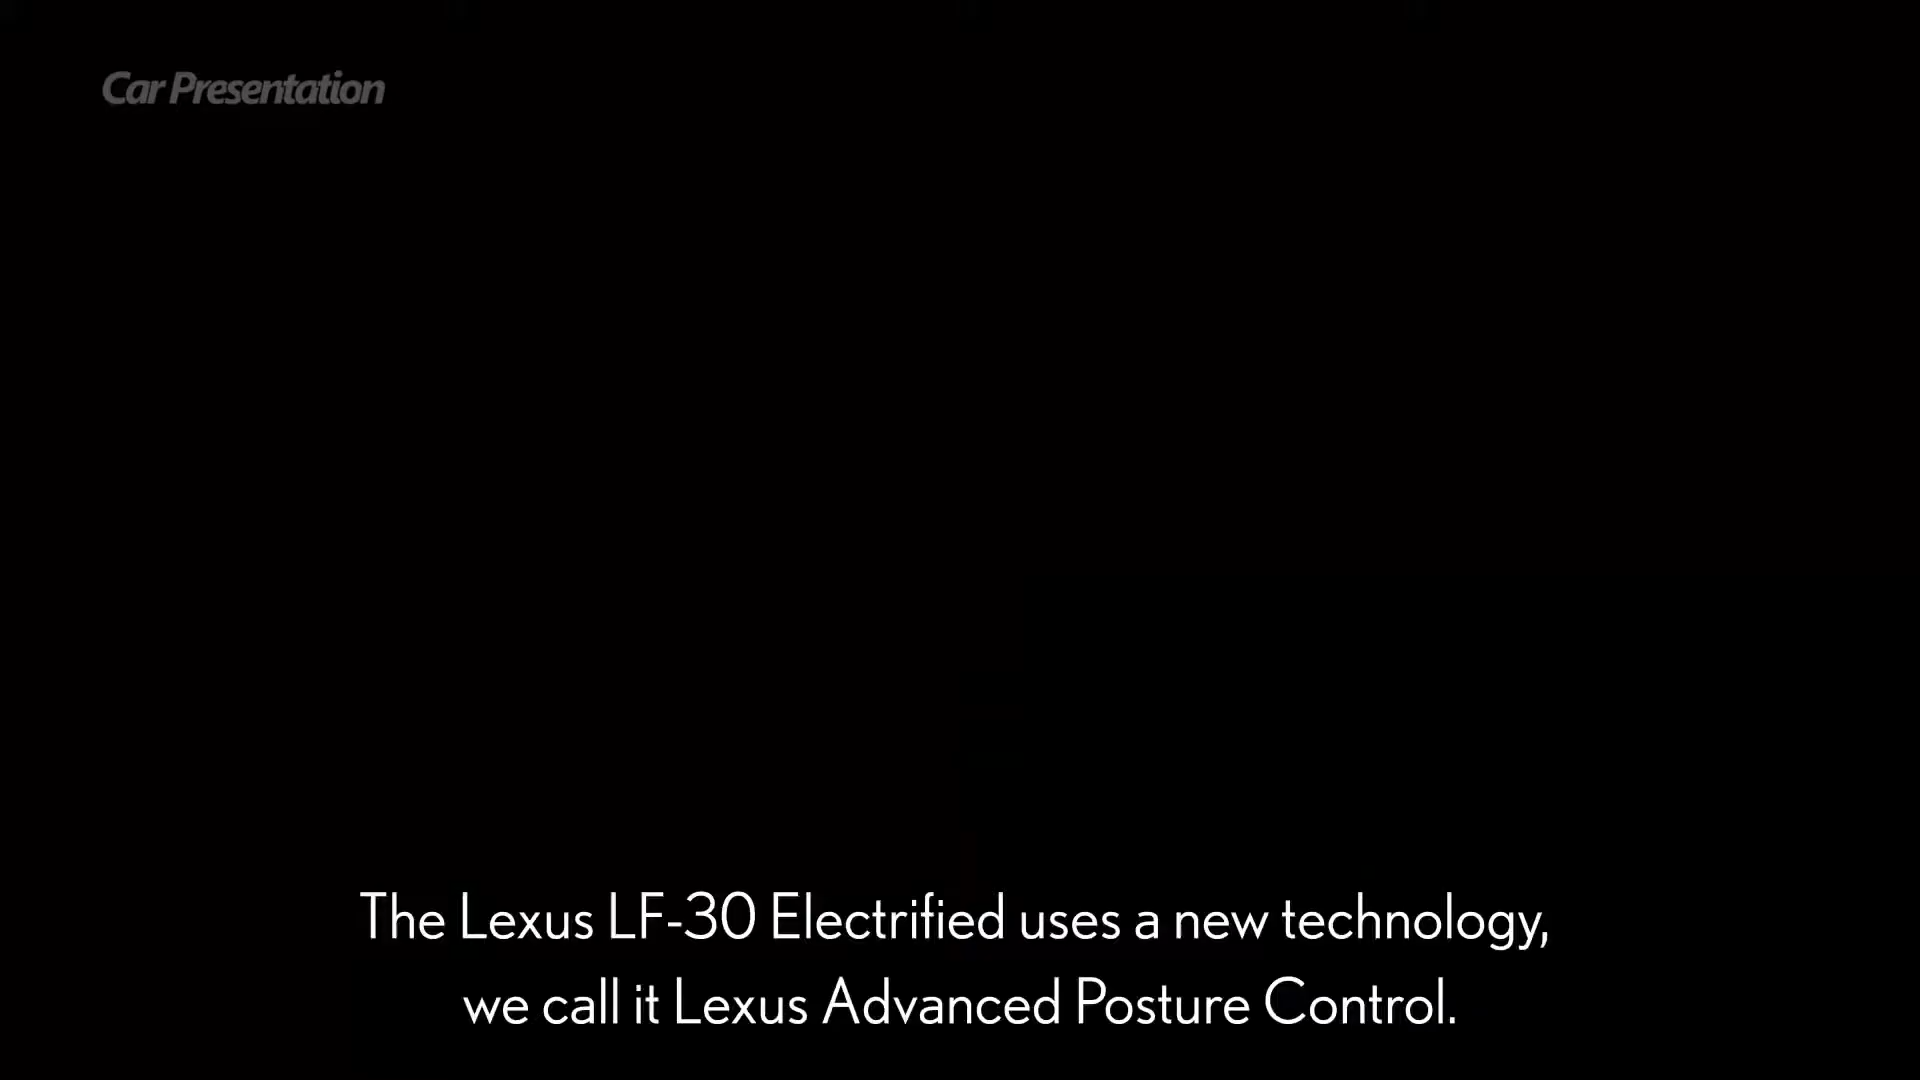 Car Presentation
The Lexus LF-30 Electrified uses a new technology,
we call it Lexus Advanced Posture Control.